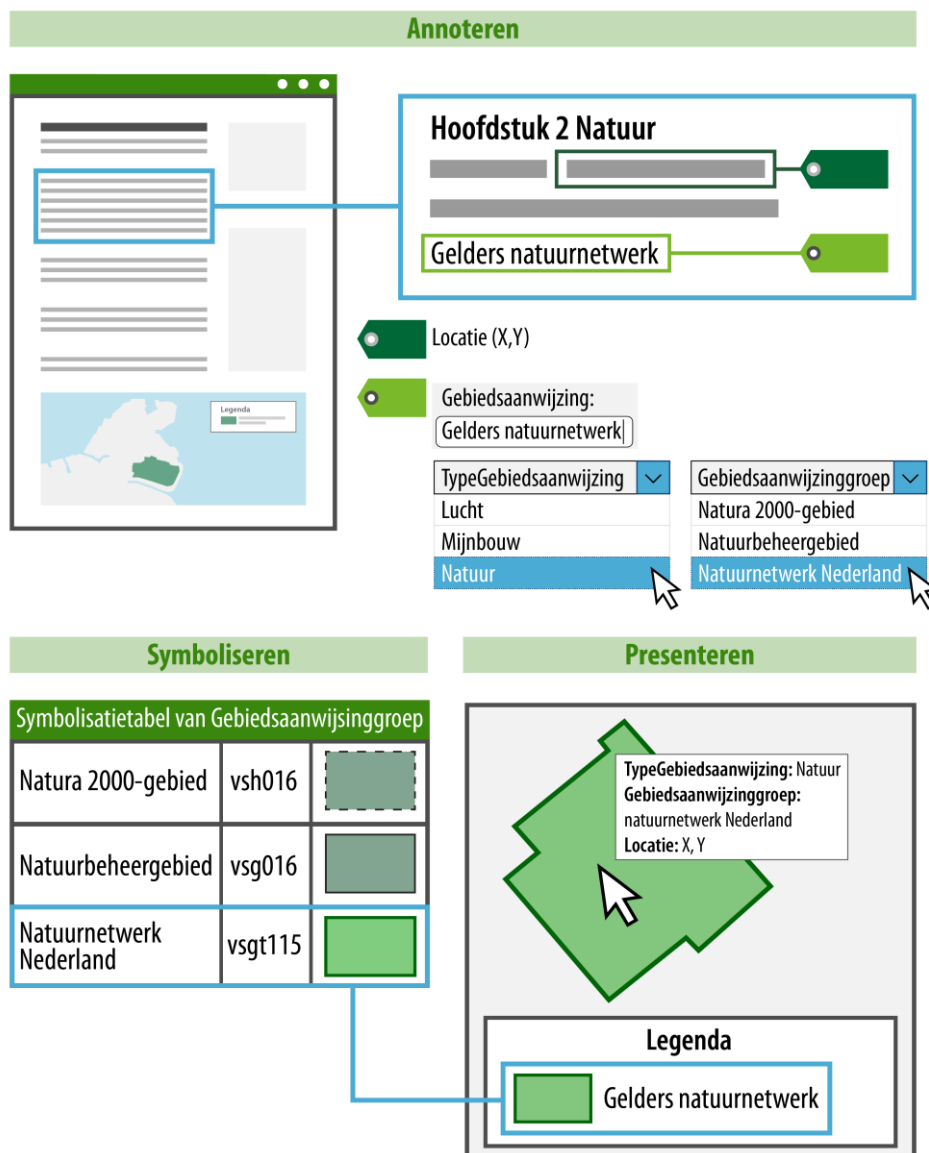 Annoteren
Hoofdstuk 2 Natuur
Gelders natuurnetwerk
Legenda
Locatie (X,Y)
Gebiedsaanwijzing:
Gelders natuurnetwerk
TypeGebiedsaanwijzing
Lucht
Mijnbouw
Natuur
Gebiedsaanwijzinggroep
Natura 2000-gebied
Natuurbeheergebied
Natuurnetwerk Nederland
Symboliseren
Symbolisatietabel van Gebiedsaanwijsinggroep
Natura 2000-gebied vsh016
Natuurbeheergebied vsg016
Natuurnetwerk
Nederland
vsgt115
Presenteren
TypeGebiedsaanwijzing: Natuur
Gebiedsaanwijzinggroep:
natuurnetwerk Nederland
Locatie: X, Y
Legenda
Gelders natuurnetwerk